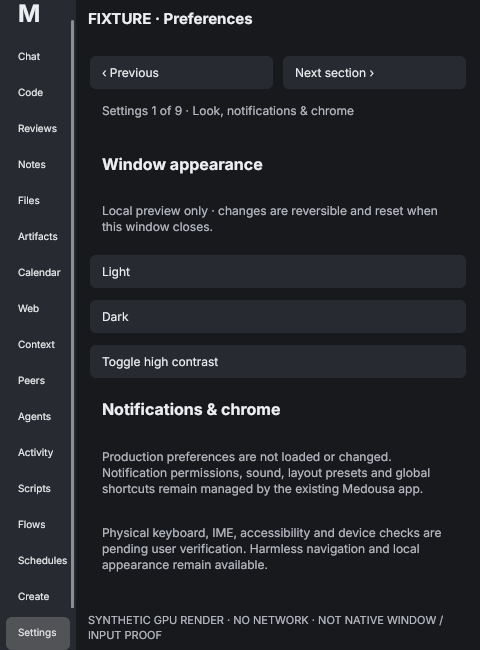 M
Chat
Code
Reviews
Notes
Files
Artifacts
Calendar
Web
Context
Peers
Agents
Activity
Scripts
Flows
Schedules
Create
Settings
FIXTURE · Preferences
‹ Previous
Next section ›
Settings 1 of 9 · Look, notifications & chrome
Window appearance
Local preview only · changes are reversible and reset when
this window closes.
Light
Dark
Toggle high contrast
Notifications & chrome
Production preferences are not loaded or changed.
Notification permissions, sound, layout presets and global
shortcuts remain managed by the existing Medousa app.
Physical keyboard, IME, accessibility and device checks are
pending user verification. Harmless navigation and local
appearance remain available.
SYNTHETIC GPU RENDER · NO NETWORK · NOT NATIVE WINDOW /
INPUT PROOF